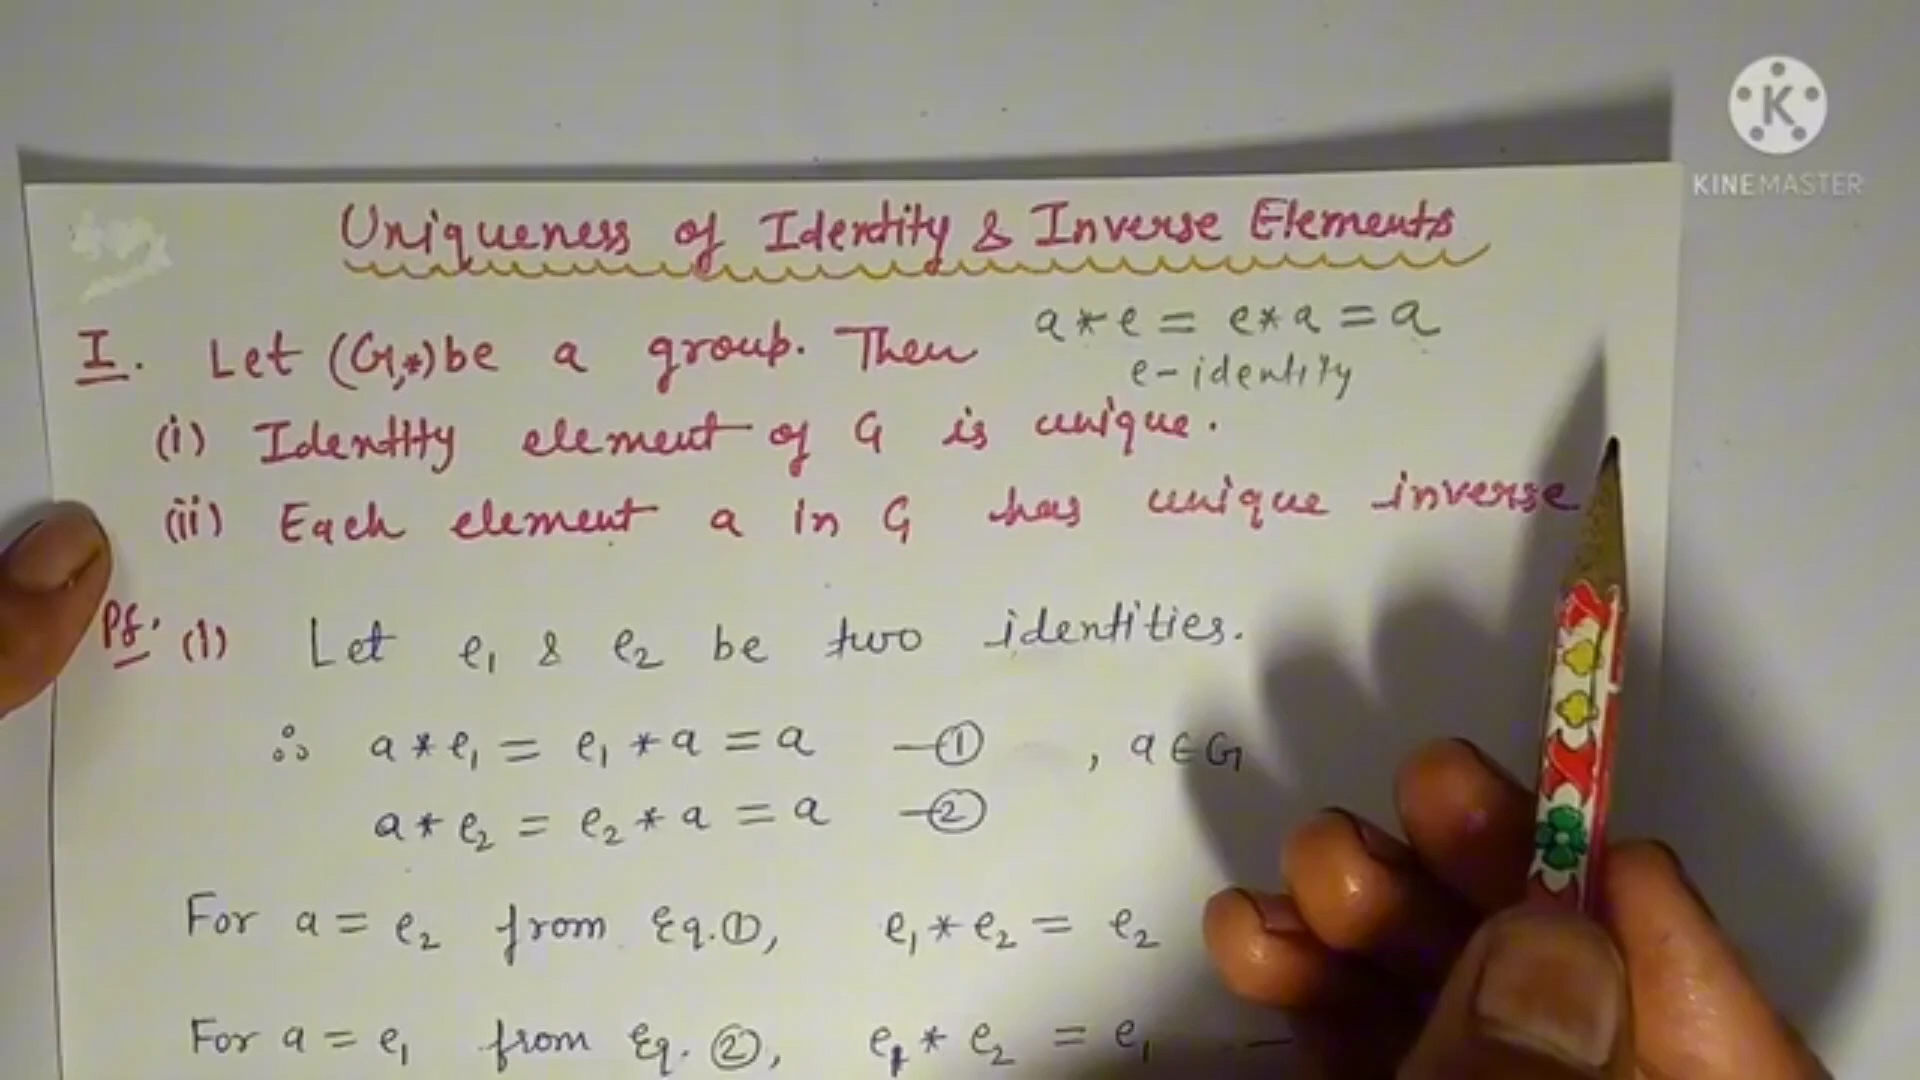 KINEMASTER
Uniqueness of Identity & Inverse Elements
I. Let (G,*) be a group. Then
a * e = e * a = a
e - identity
(i) Identity element of G is unique.
(ii) Each element a in G has unique inverse
Pf. (i) Let e₁ & e₂ be two identities.
∴ a * e₁ = e₁ * a = a —① , a ∈ G
a * e₂ = e₂ * a = a —②
For a = e₂ from Eq.①, e₁ * e₂ = e₂
For a = e₁ from Eq. ②, e₁ * e₂ = e₁ —